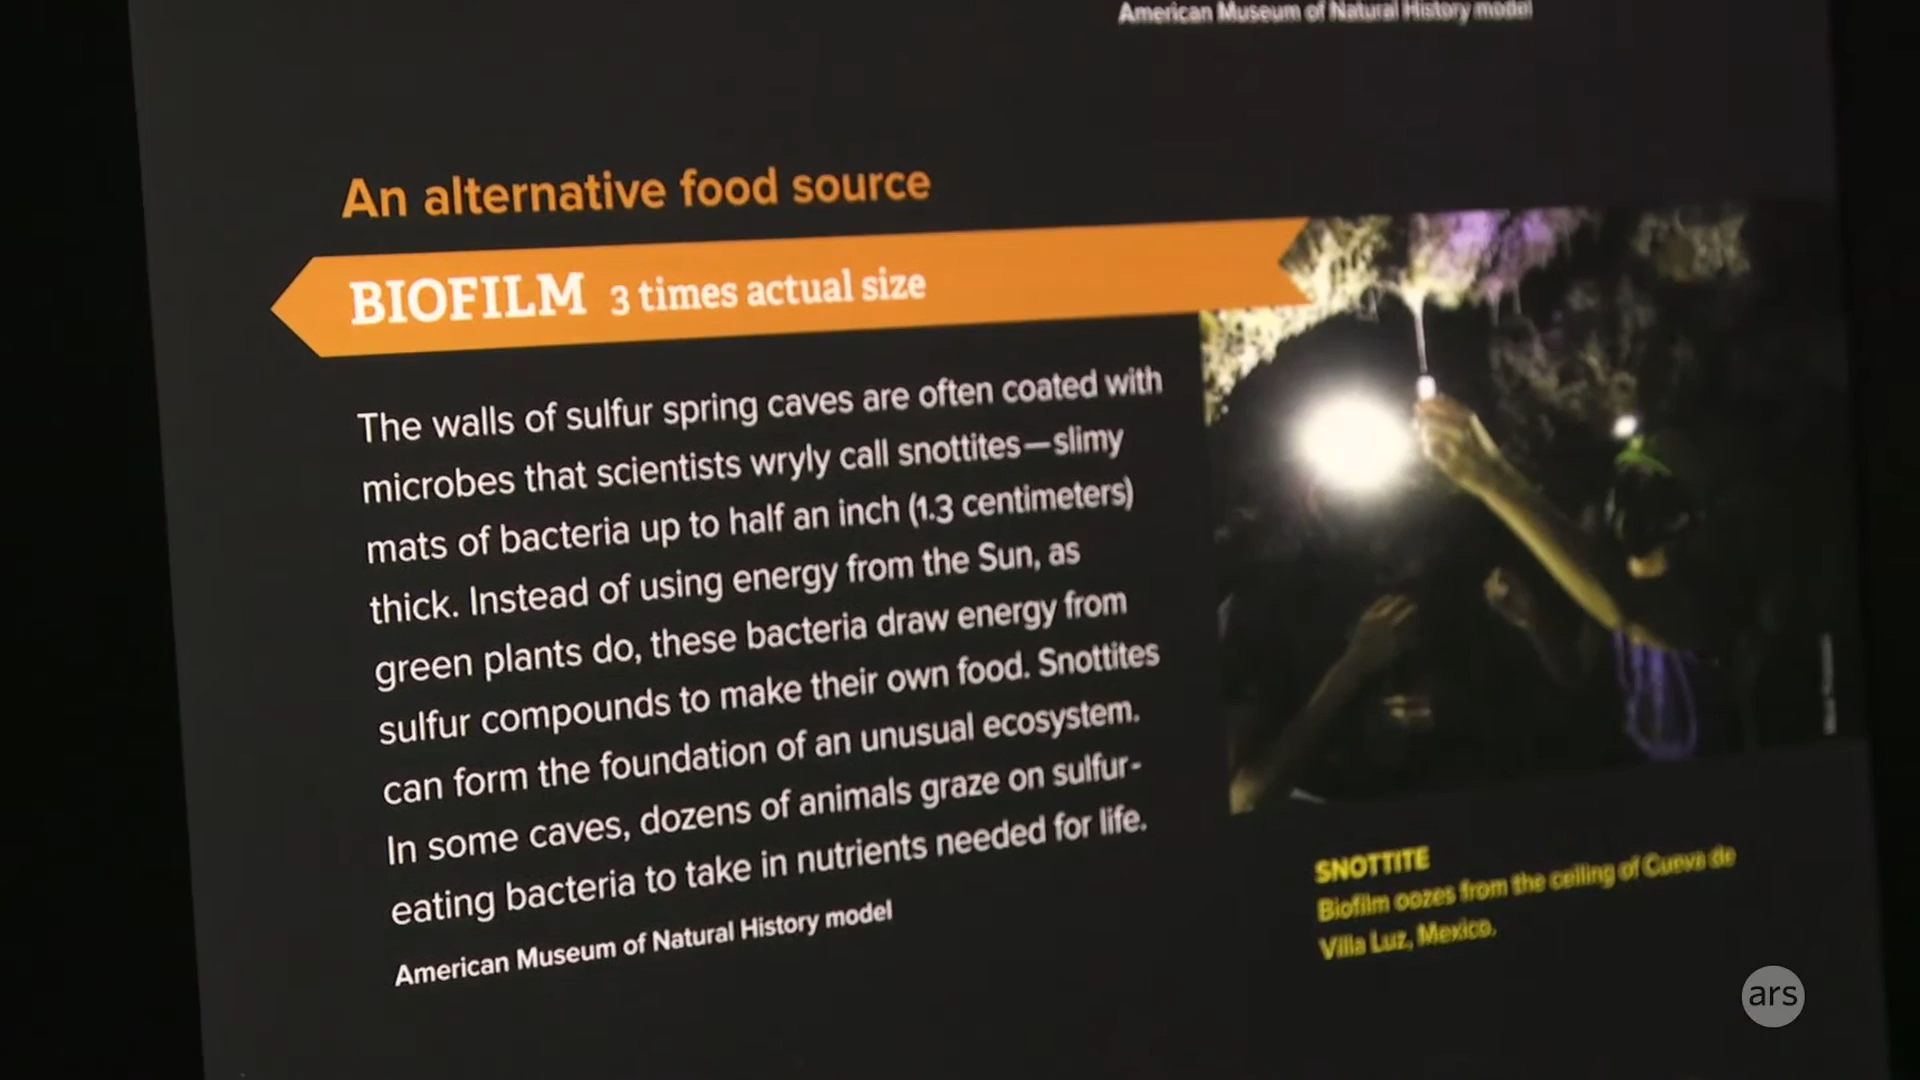 American Museum of Natural History model
An alternative food source
BIOFILM 3 times actual size
The walls of sulfur spring caves are often coated with
microbes that scientists wryly call snottites—slimy
mats of bacteria up to half an inch (1.3 centimeters)
thick. Instead of using energy from the Sun, as
green plants do, these bacteria draw energy from
sulfur compounds to make their own food. Snottites
can form the foundation of an unusual ecosystem.
In some caves, dozens of animals graze on sulfur-
eating bacteria to take in nutrients needed for life.
American Museum of Natural History model
SNOTTITE
Biofilm oozes from the ceiling of Cueva de
Villa Luz, Mexico.
ars